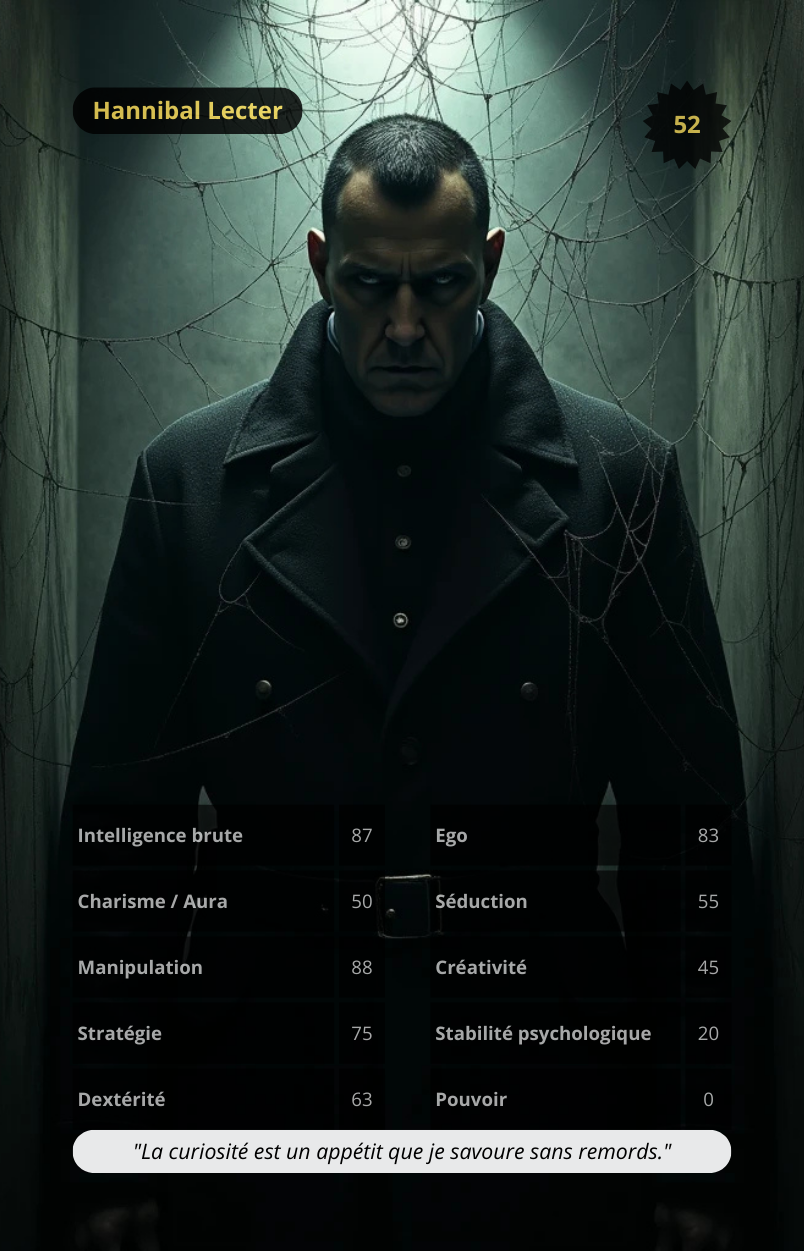 Hannibal Lecter
52
Intelligence brute 87 Ego 83
Charisme / Aura 50 Séduction 55
Manipulation 88 Créativité 45
Stratégie 75 Stabilité psychologique 20
Dextérité 63 Pouvoir 0
"La curiosité est un appétit que je savoure sans remords."